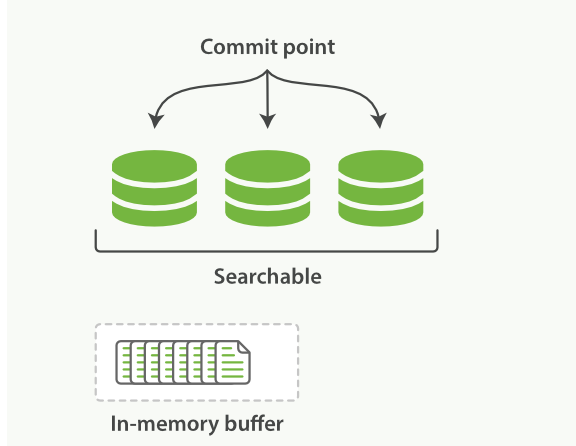 Commit point
Searchable
In-memory buffer